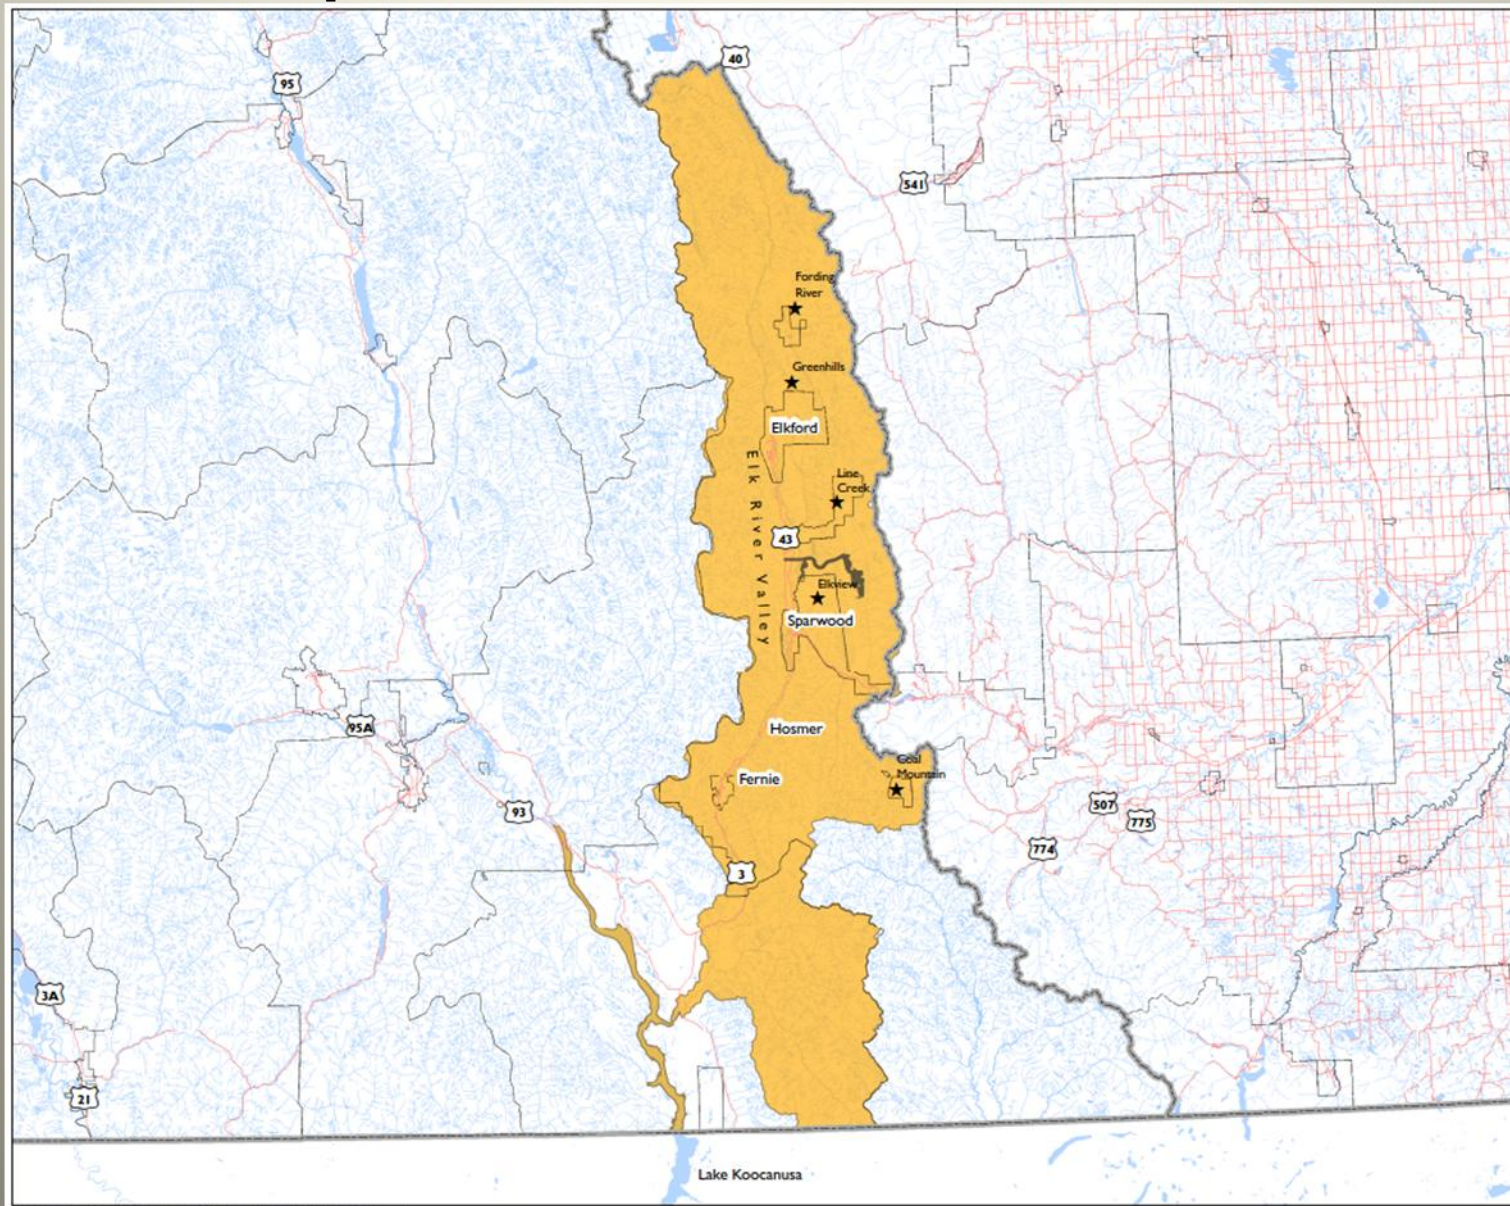 40
95
541
Fording
River
Greenhills
Elkford
Line
Creek
Elk River Valley
43
Elkview
Sparwood
95A
Hosmer
Coal
Mountain
Fernie
93
507
775
774
3
3A
21
Lake Koocanusa